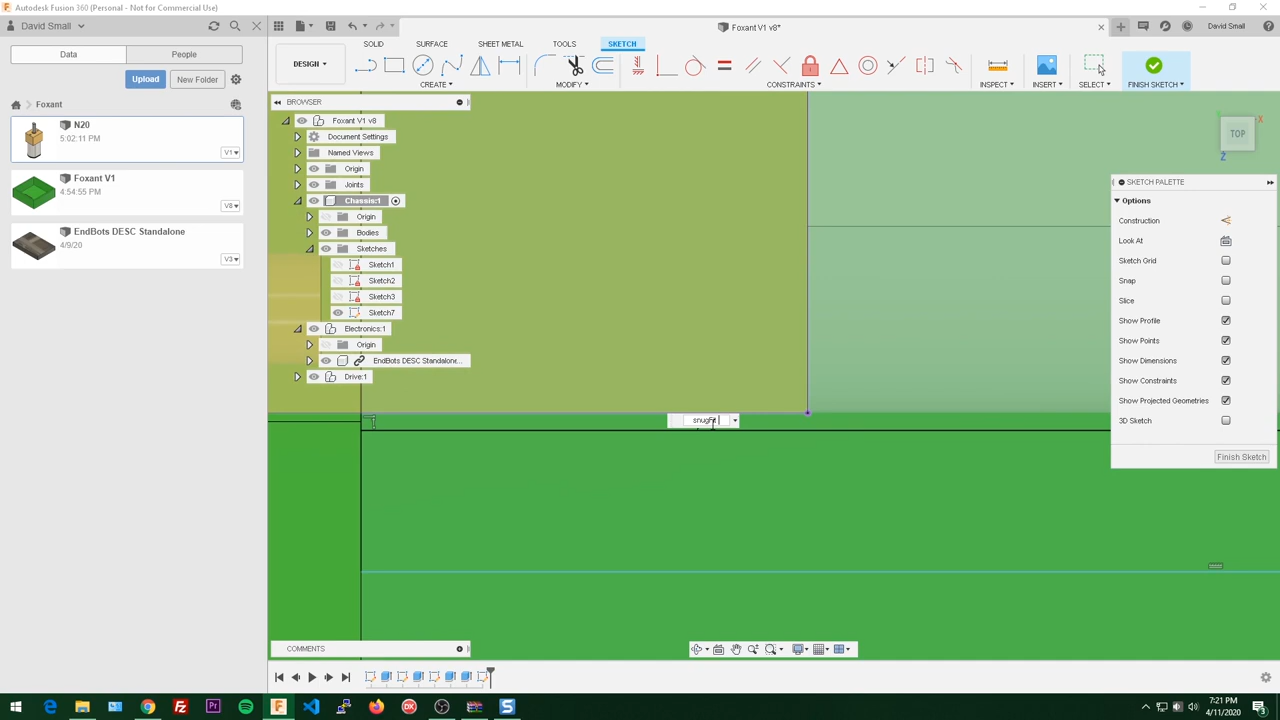 Autodesk Fusion 360 (Personal - Not for Commercial Use)
David Small
Foxant V1 v8*
David Small
Data
People
Upload
New Folder
Foxant
N20
5:02:11 PM
V1
Foxant V1
4:54:55 PM
V8
EndBots DESC Standalone
4/9/20
V3
DESIGN
SOLID
SURFACE
SHEET METAL
TOOLS
SKETCH
CREATE
MODIFY
CONSTRAINTS
INSPECT
INSERT
SELECT
FINISH SKETCH
BROWSER
Foxant V1 v8
Document Settings
Named Views
Origin
Joints
Chassis:1
Origin
Bodies
Sketches
Sketch1
Sketch2
Sketch3
Sketch7
Electronics:1
Origin
EndBots DESC Standalone...
Drive:1
snugFit
TOP
X
Z
SKETCH PALETTE
Options
Construction
Look At
Sketch Grid
Snap
Slice
Show Profile
Show Points
Show Dimensions
Show Constraints
Show Projected Geometries
3D Sketch
Finish Sketch
COMMENTS
7:21 PM
4/11/2020
3